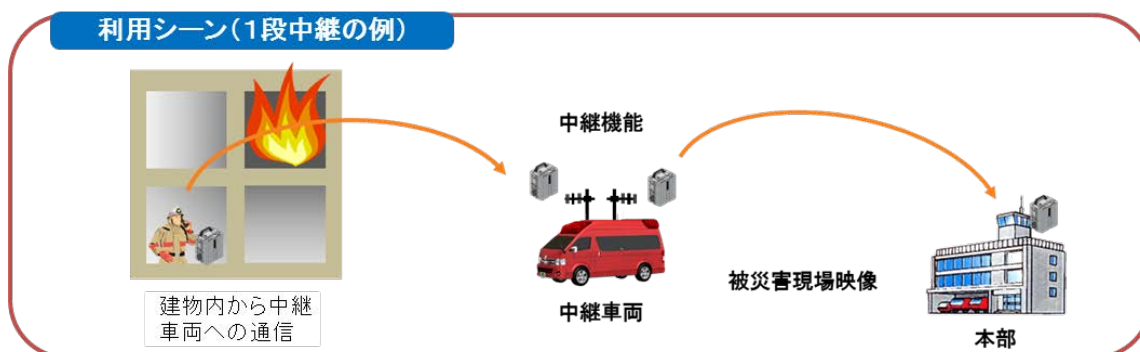 利用シーン(1段中継の例)
中継機能
中継車両
建物内から中継
車両への通信
被災害現場映像
本部